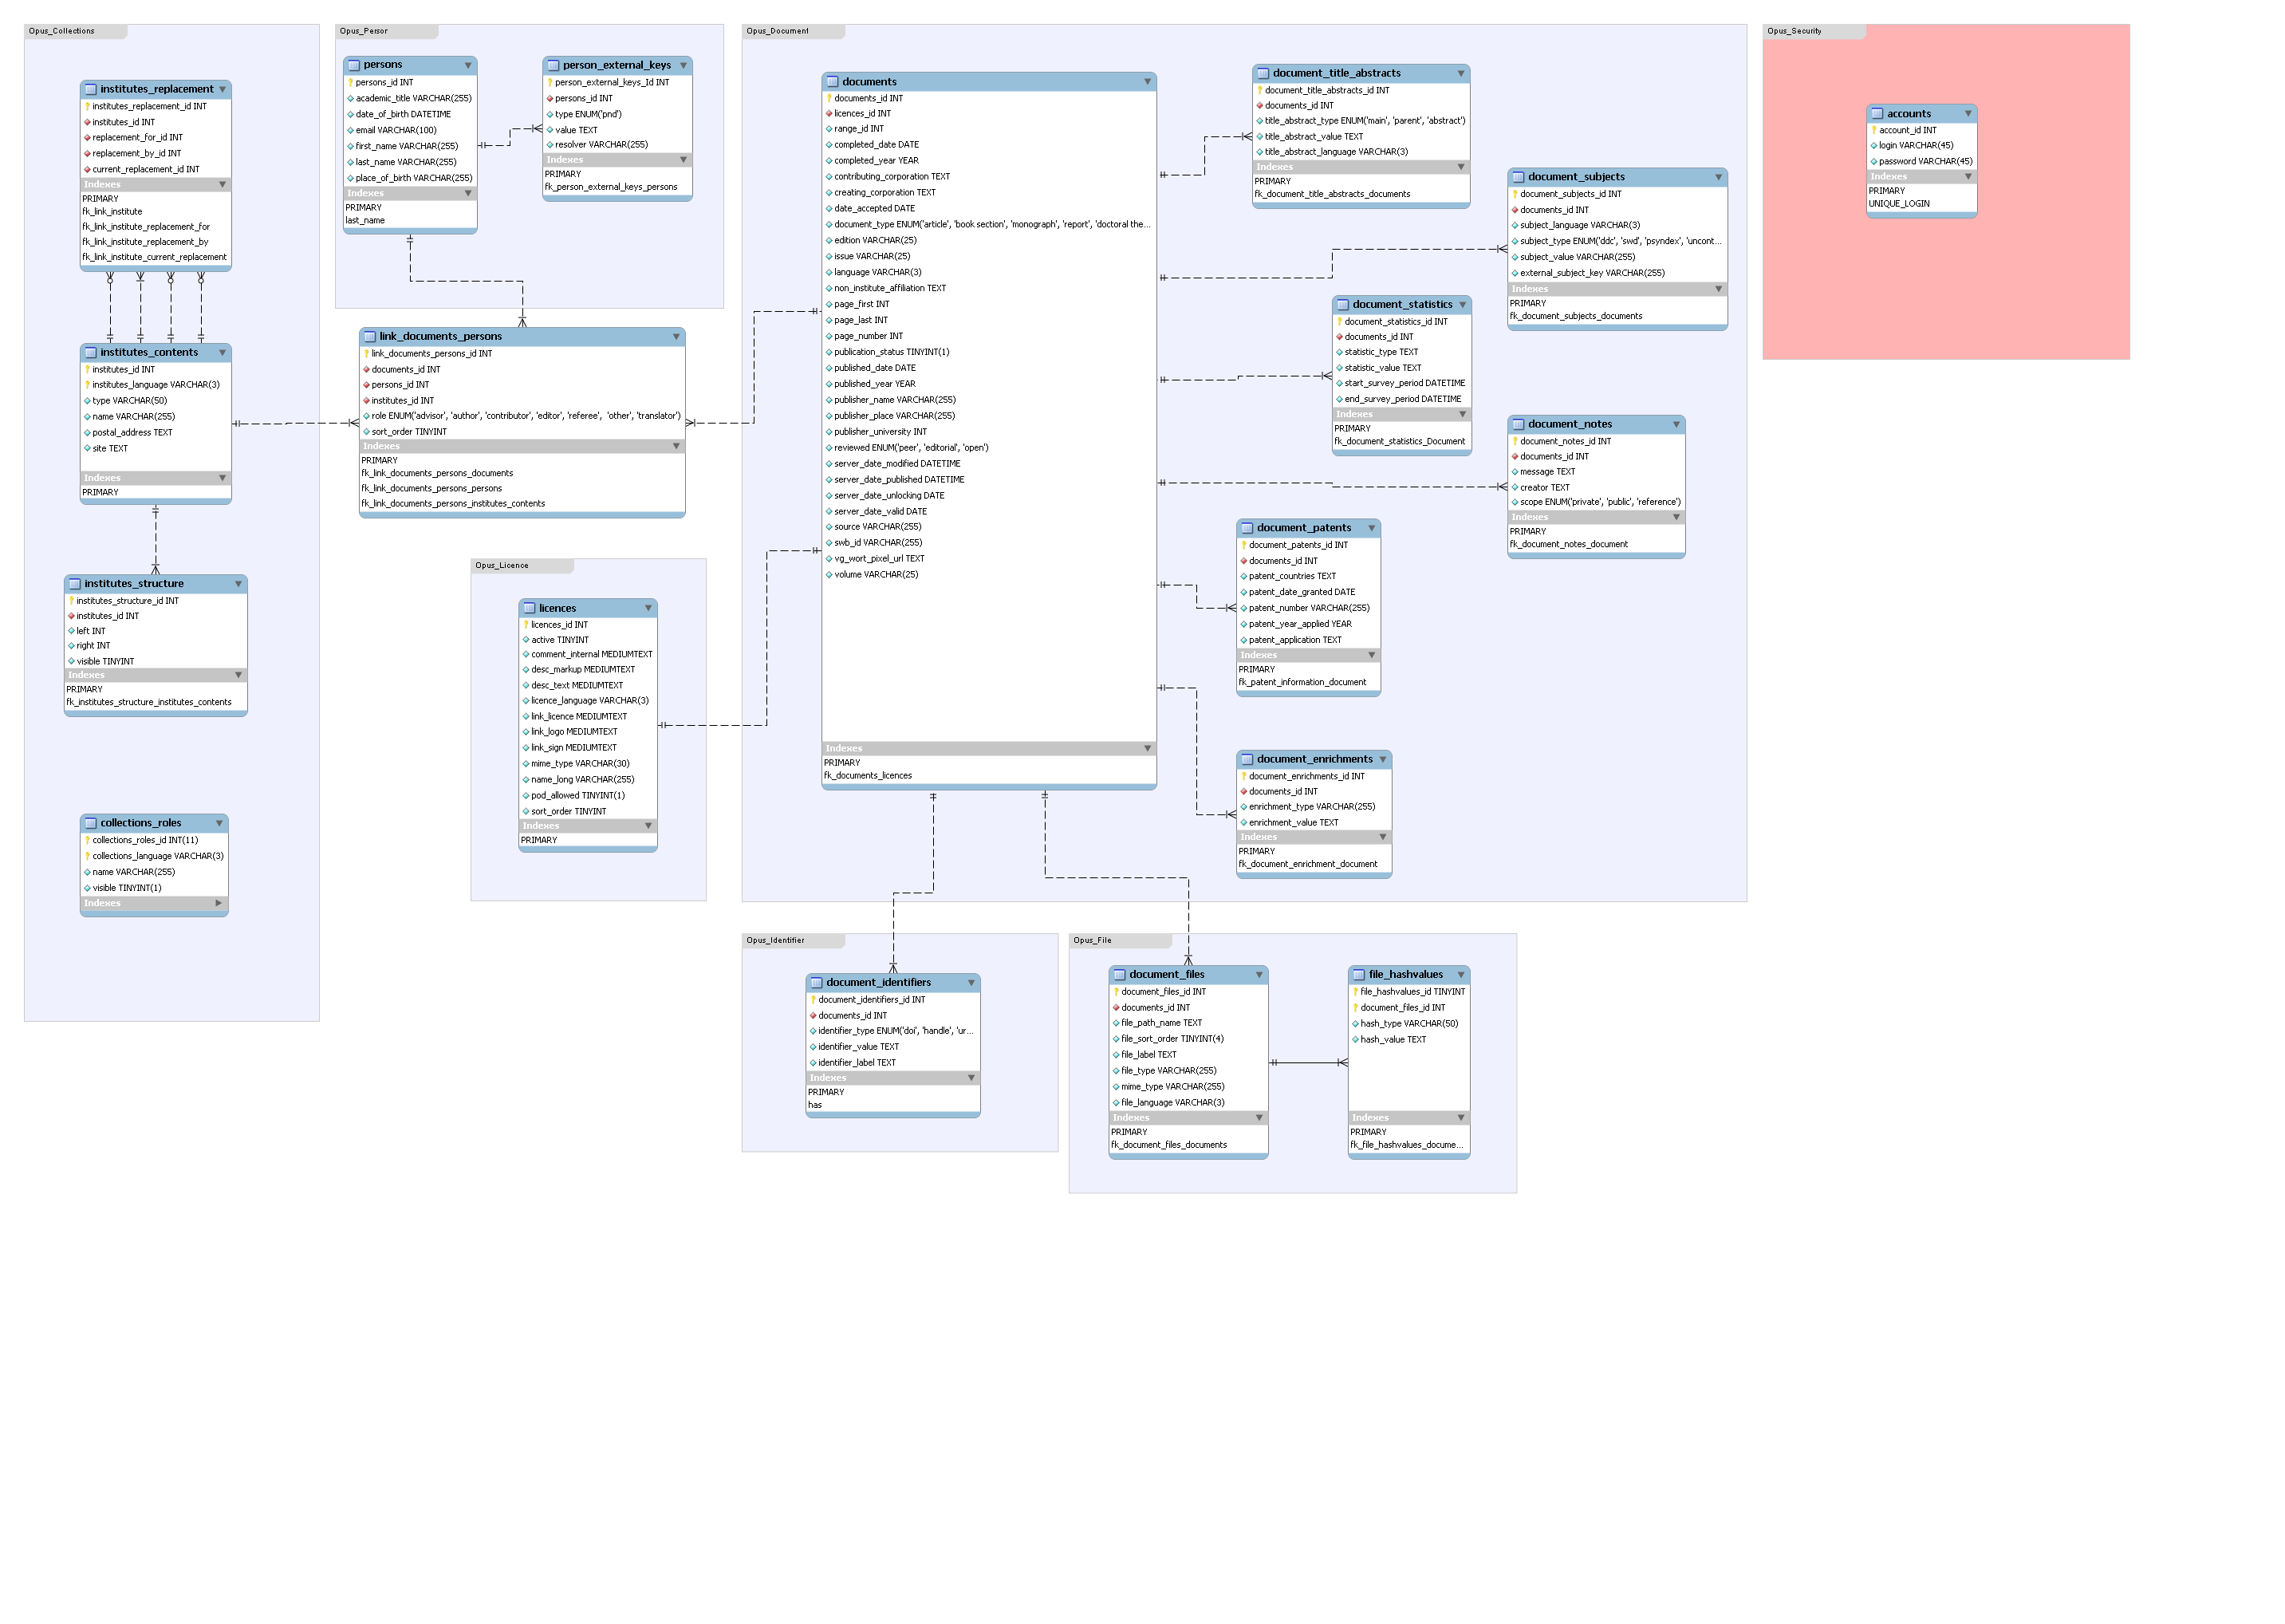 Opus_Collections
institutes_replacement
institutes_replacement_id INT
institutes_id INT
replacement_for_id INT
replacement_by_id INT
current_replacement_id INT
Indexes
PRIMARY
fk_link_institute
fk_link_institute_replacement_for
fk_link_institute_replacement_by
fk_link_institute_current_replacement
institutes_contents
institutes_id INT
institutes_language VARCHAR(3)
type VARCHAR(50)
name VARCHAR(255)
postal_address TEXT
site TEXT
Indexes
PRIMARY
institutes_structure
institutes_structure_id INT
institutes_id INT
left INT
right INT
visible TINYINT
Indexes
PRIMARY
fk_institutes_structure_institutes_contents
collections_roles
collections_roles_id INT(11)
collections_language VARCHAR(3)
name VARCHAR(255)
visible TINYINT(1)
Indexes
Opus_Person
persons
persons_id INT
academic_title VARCHAR(255)
date_of_birth DATETIME
email VARCHAR(100)
first_name VARCHAR(255)
last_name VARCHAR(255)
place_of_birth VARCHAR(255)
Indexes
PRIMARY
last_name
person_external_keys
person_external_keys_Id INT
persons_id INT
type ENUM('pnd')
value TEXT
resolver VARCHAR(255)
Indexes
PRIMARY
fk_person_external_keys_persons
link_documents_persons
link_documents_persons_id INT
documents_id INT
persons_id INT
institutes_id INT
role ENUM('advisor', 'author', 'contributor', 'editor', 'referee',  'other', 'translator')
sort_order TINYINT
Indexes
PRIMARY
fk_link_documents_persons_documents
fk_link_documents_persons_persons
fk_link_documents_persons_institutes_contents
Opus_Licence
licences
licences_id INT
active TINYINT
comment_internal MEDIUMTEXT
desc_markup MEDIUMTEXT
desc_text MEDIUMTEXT
licence_language VARCHAR(3)
link_licence MEDIUMTEXT
link_logo MEDIUMTEXT
link_sign MEDIUMTEXT
mime_type VARCHAR(30)
name_long VARCHAR(255)
pod_allowed TINYINT(1)
sort_order TINYINT
Indexes
PRIMARY
Opus_Document
documents
documents_id INT
licences_id INT
range_id INT
completed_date DATE
completed_year YEAR
contributing_corporation TEXT
creating_corporation TEXT
date_accepted DATE
document_type ENUM('article', 'book section', 'monograph', 'report', 'doctoral the...
edition VARCHAR(25)
issue VARCHAR(25)
language VARCHAR(3)
non_institute_affiliation TEXT
page_first INT
page_last INT
page_number INT
publication_status TINYINT(1)
published_date DATE
published_year YEAR
publisher_name VARCHAR(255)
publisher_place VARCHAR(255)
publisher_university INT
reviewed ENUM('peer', 'editorial', 'open')
server_date_modified DATETIME
server_date_published DATETIME
server_date_unlocking DATE
server_date_valid DATE
source VARCHAR(255)
swb_id VARCHAR(255)
vg_wort_pixel_url TEXT
volume VARCHAR(25)
Indexes
PRIMARY
fk_documents_licences
document_title_abstracts
document_title_abstracts_id INT
documents_id INT
title_abstract_type ENUM('main', 'parent', 'abstract')
title_abstract_value TEXT
title_abstract_language VARCHAR(3)
Indexes
PRIMARY
fk_document_title_abstracts_documents
document_subjects
document_subjects_id INT
documents_id INT
subject_language VARCHAR(3)
subject_type ENUM('ddc', 'swd', 'psyndex', 'uncont...
subject_value VARCHAR(255)
external_subject_key VARCHAR(255)
Indexes
PRIMARY
fk_document_subjects_documents
document_statistics
document_statistics_id INT
documents_id INT
statistic_type TEXT
statistic_value TEXT
start_survey_period DATETIME
end_survey_period DATETIME
Indexes
PRIMARY
fk_document_statistics_Document
document_notes
document_notes_id INT
documents_id INT
message TEXT
creator TEXT
scope ENUM('private', 'public', 'reference')
Indexes
PRIMARY
fk_document_notes_document
document_patents
document_patents_id INT
documents_id INT
patent_countries TEXT
patent_date_granted DATE
patent_number VARCHAR(255)
patent_year_applied YEAR
patent_application TEXT
Indexes
PRIMARY
fk_patent_information_document
document_enrichments
document_enrichments_id INT
documents_id INT
enrichment_type VARCHAR(255)
enrichment_value TEXT
Indexes
PRIMARY
fk_document_enrichment_document
Opus_Security
accounts
account_id INT
login VARCHAR(45)
password VARCHAR(45)
Indexes
PRIMARY
UNIQUE_LOGIN
Opus_Identifier
document_identifiers
document_identifiers_id INT
documents_id INT
identifier_type ENUM('doi', 'handle', 'ur...
identifier_value TEXT
identifier_label TEXT
Indexes
PRIMARY
has
Opus_File
document_files
document_files_id INT
documents_id INT
file_path_name TEXT
file_sort_order TINYINT(4)
file_label TEXT
file_type VARCHAR(255)
mime_type VARCHAR(255)
file_language VARCHAR(3)
Indexes
PRIMARY
fk_document_files_documents
file_hashvalues
file_hashvalues_id TINYINT
document_files_id INT
hash_type VARCHAR(50)
hash_value TEXT
Indexes
PRIMARY
fk_file_hashvalues_docume...